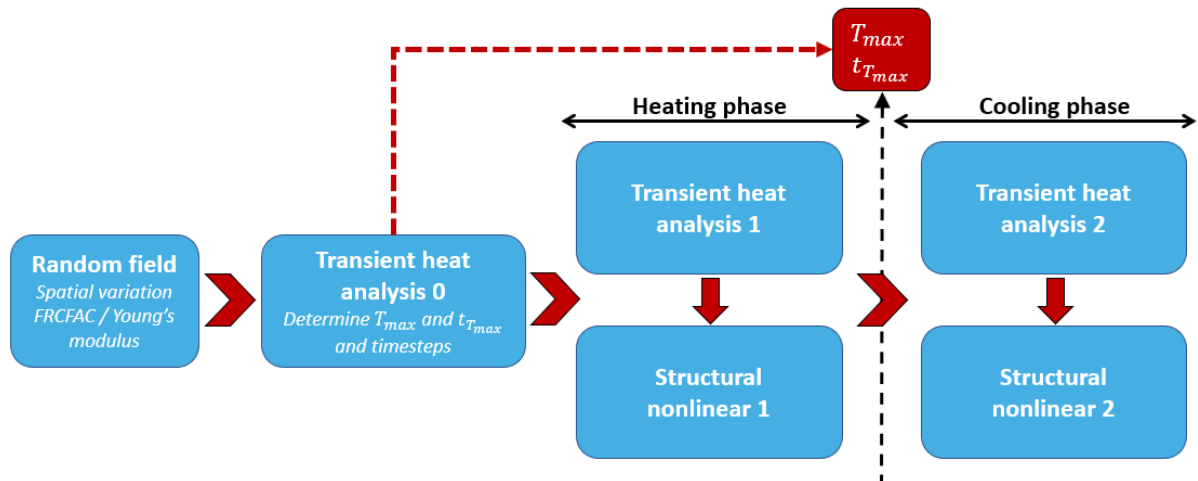 T_max
t_T_max
Heating phase
Cooling phase
Transient heat
analysis 1
Transient heat
analysis 2
Random field
Spatial variation
FRCFAC / Young's
modulus
Transient heat
analysis 0
Determine T_max and t_T_max
and timesteps
Structural
nonlinear 1
Structural
nonlinear 2